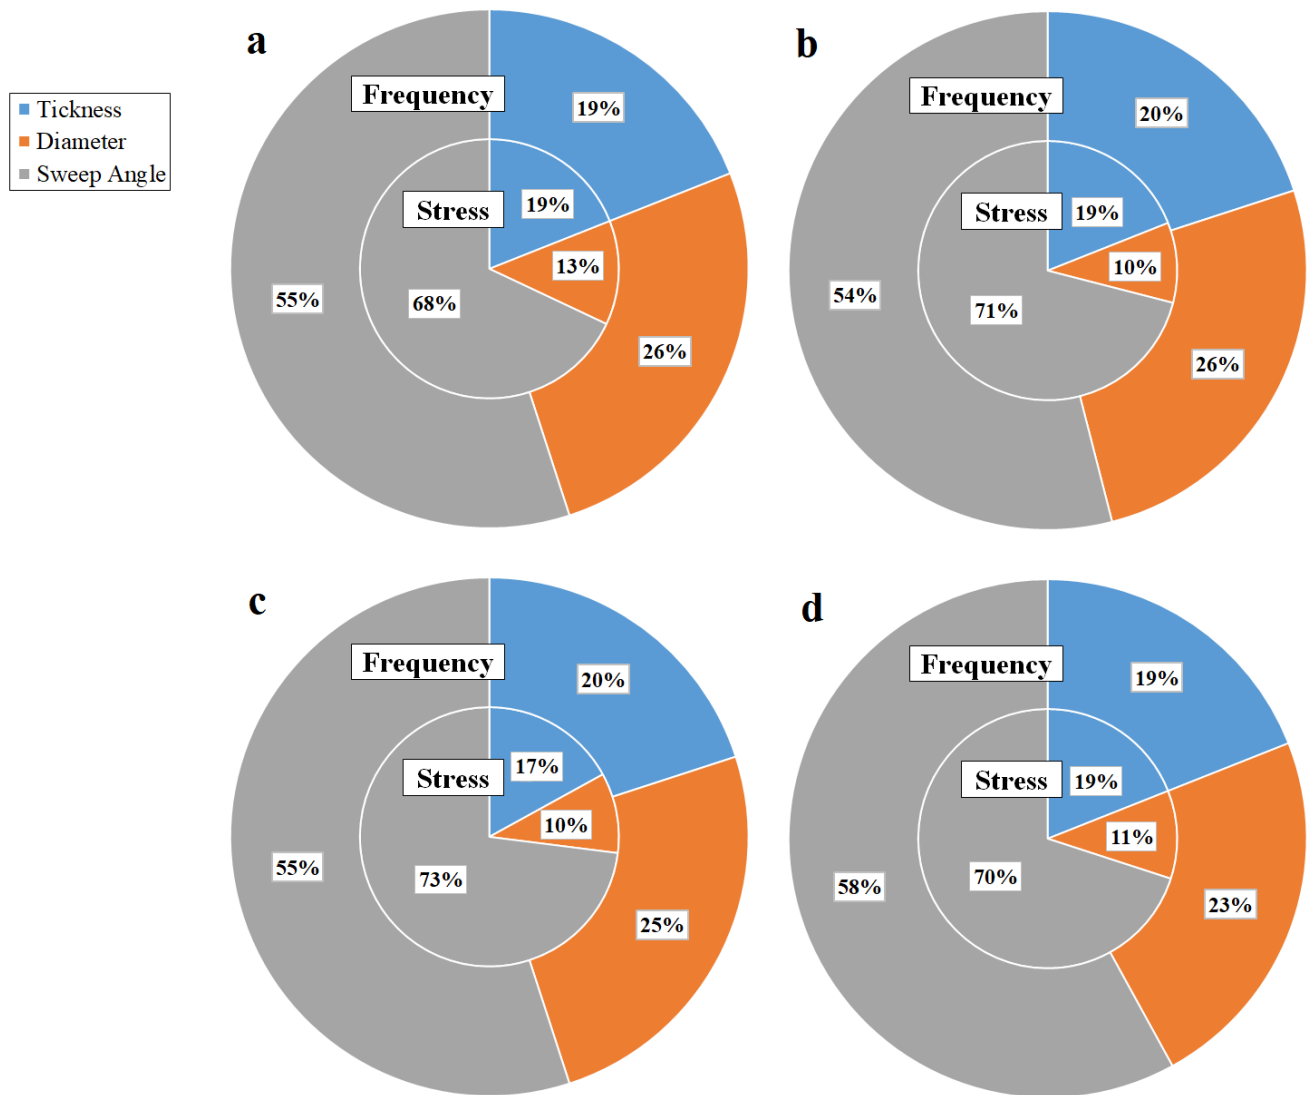 a
b
Tickness
Diameter
Sweep Angle
Frequency
19%
Stress
19%
13%
55%
68%
26%
Frequency
20%
Stress
19%
10%
54%
71%
26%
c
d
Frequency
20%
17%
Stress
10%
55%
73%
25%
Frequency
19%
Stress
19%
11%
58%
70%
23%